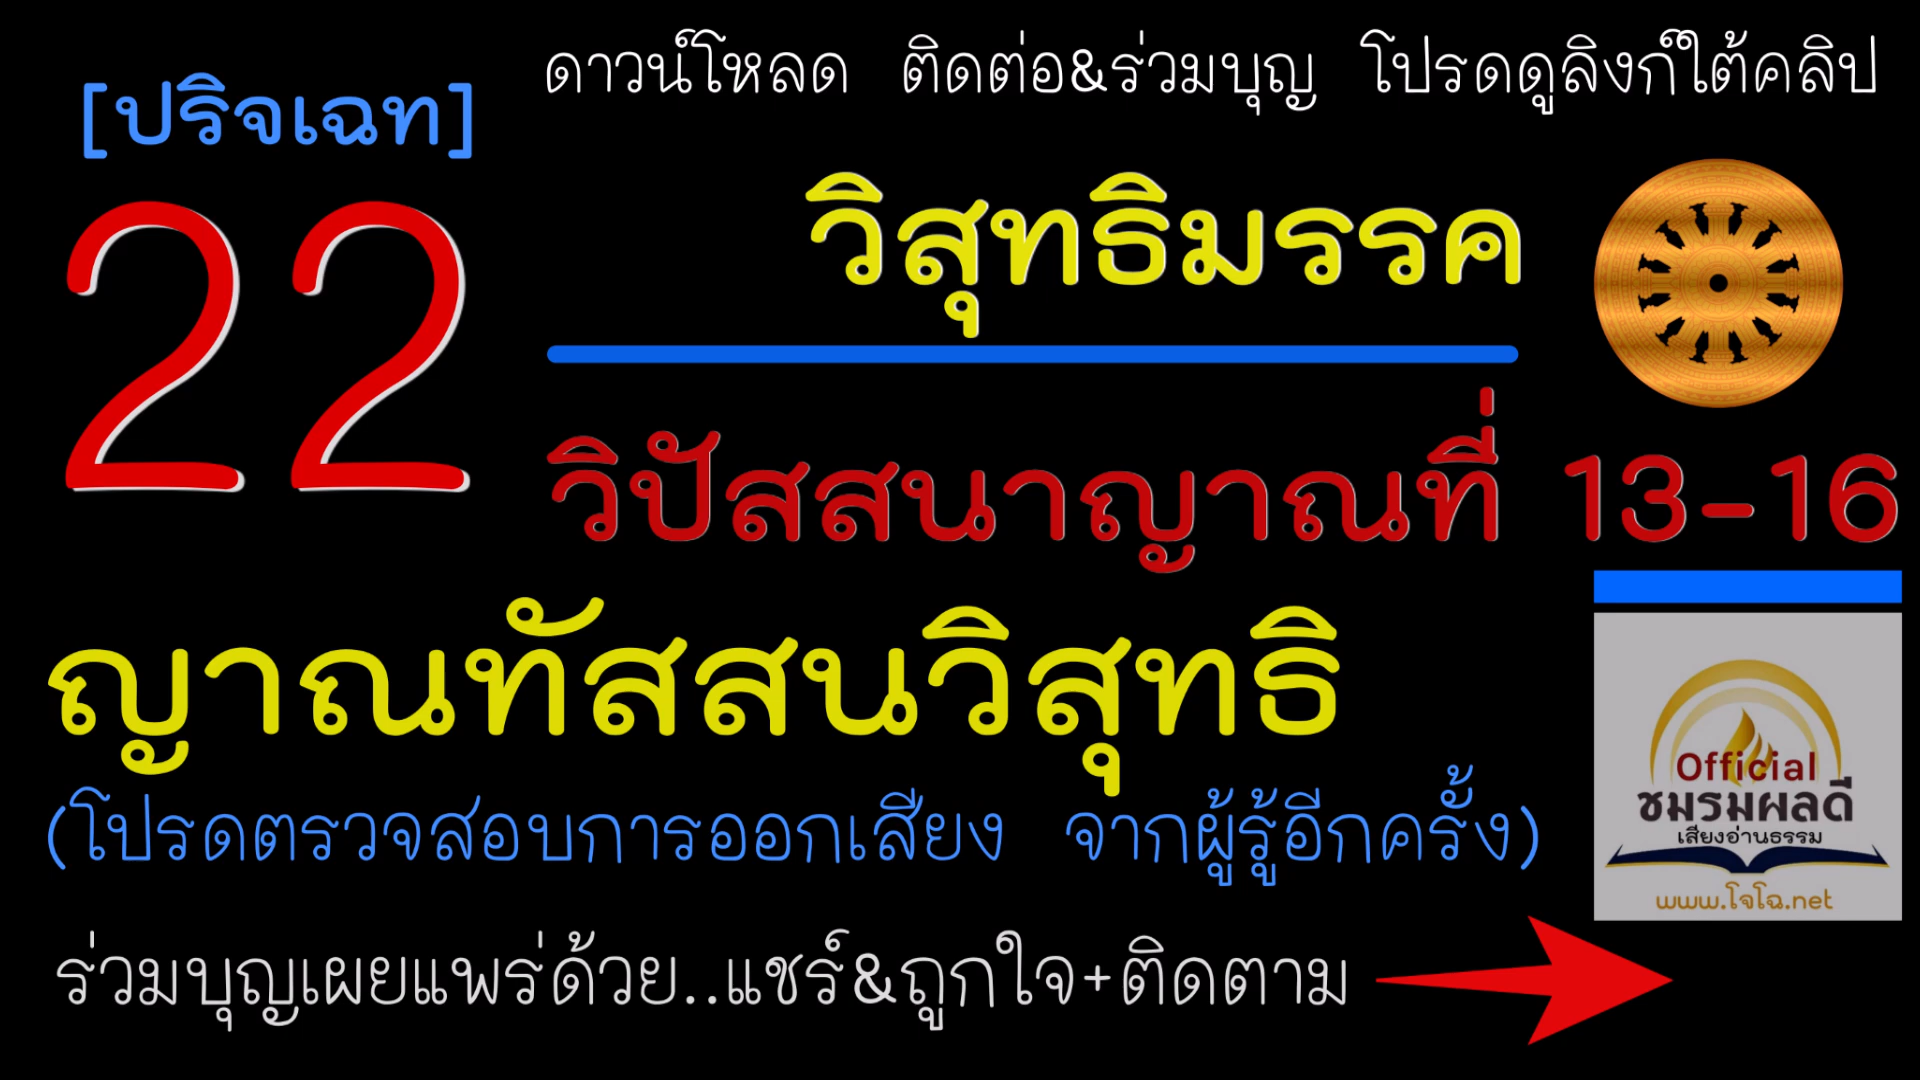 ดาวน์โหลด ติดต่อ&ร่วมบุญ โปรดดูลิงก์ใต้คลิป
[ปริจเฉท]
22
วิสุทธิมรรค
วิปัสสนาญาณที่ 13-16
ญาณทัสสนวิสุทธิ
(โปรดตรวจสอบการออกเสียง จากผู้รู้อีกครั้ง)
Official
ชมรมผลดี
เสียงอ่านธรรม
www.โจโฉ.net
ร่วมบุญเผยแพร่ด้วย..แชร์&ถูกใจ+ติดตาม